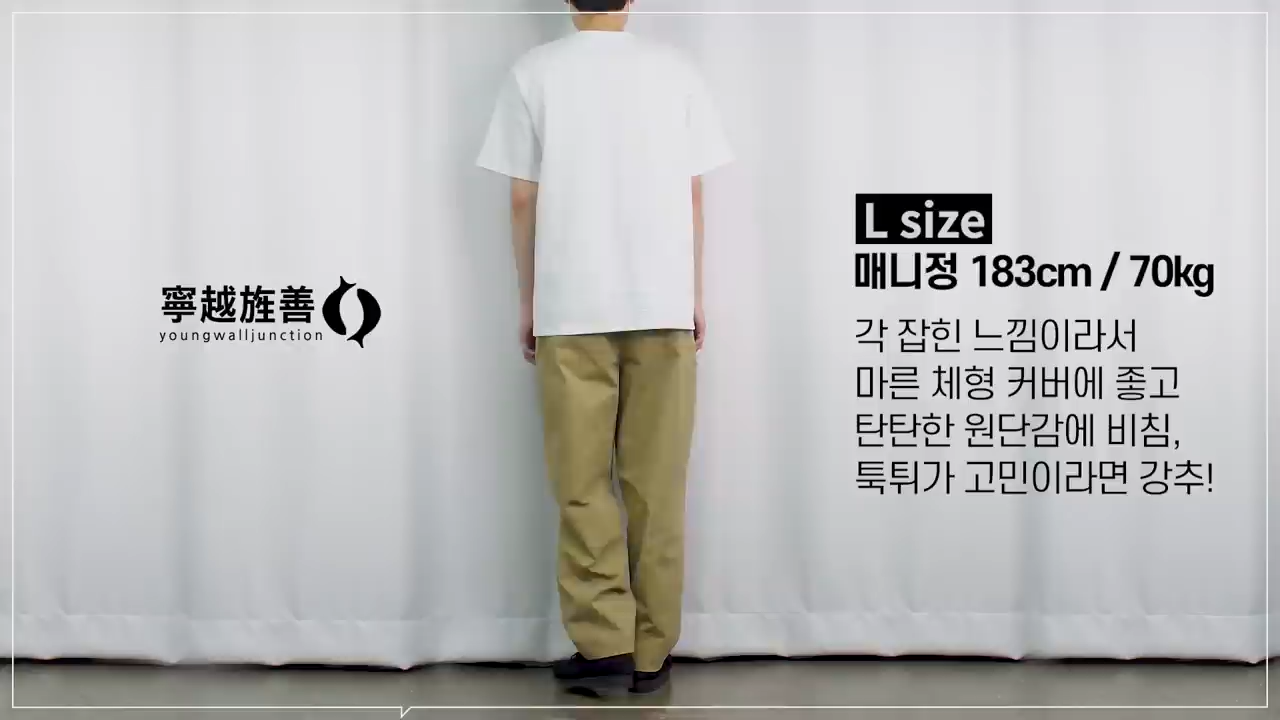 寧越旌善
youngwalljunction
L size
매니정 183cm / 70kg
각 잡힌 느낌이라서
마른 체형 커버에 좋고
탄탄한 원단감에 비침,
툭튀가 고민이라면 강추!